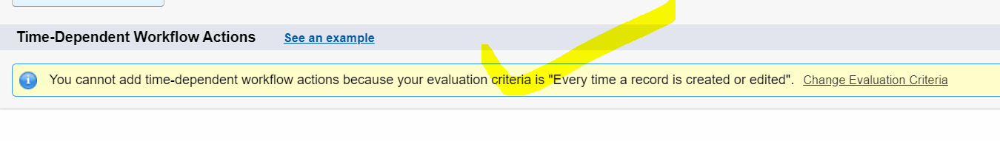 Time-Dependent Workflow Actions See an example
You cannot add time-dependent workflow actions because your evaluation criteria is "Every time a record is created or edited". Change Evaluation Criteria